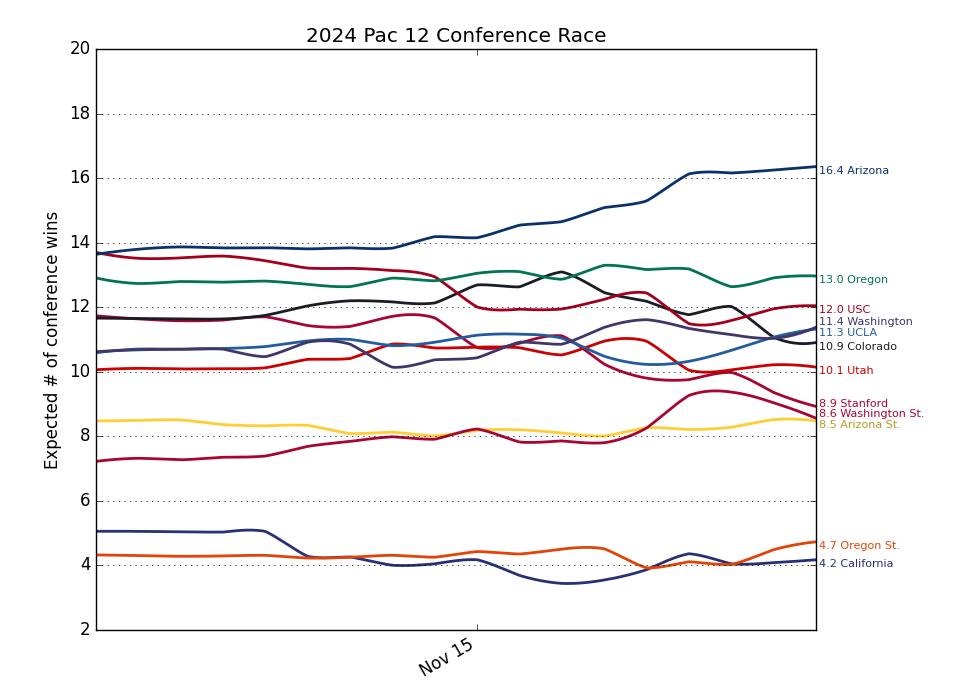 2024 Pac 12 Conference Race
Expected # of conference wins
20
18
16
14
12
10
8
6
4
2
Nov 15
16.4 Arizona
13.0 Oregon
12.0 USC
11.4 Washington
11.3 UCLA
10.9 Colorado
10.1 Utah
8.9 Stanford
8.6 Washington St.
8.5 Arizona St.
4.7 Oregon St.
4.2 California